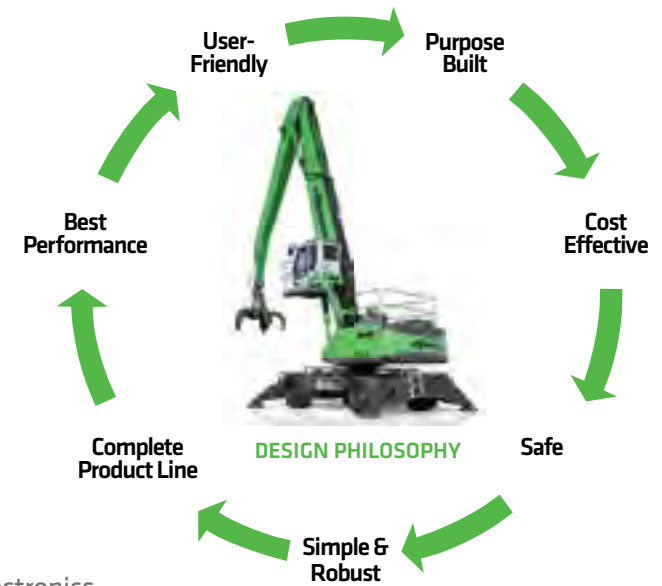 User-
Friendly
Purpose
Built
Cost
Effective
Safe
Simple &
Robust
Complete
Product Line
Best
Performance
DESIGN PHILOSOPHY